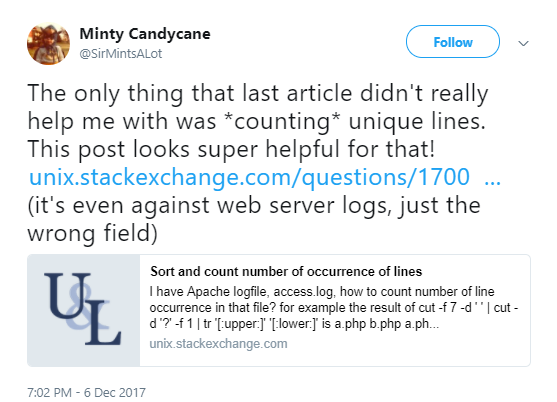 Minty Candycane
@SirMintsALot
Follow
The only thing that last article didn't really
help me with was *counting* unique lines.
This post looks super helpful for that!
unix.stackexchange.com/questions/1700 ...
(it's even against web server logs, just the
wrong field)
U&L
Sort and count number of occurrence of lines
I have Apache logfile, access.log, how to count number of line
occurrence in that file? for example the result of cut -f 7 -d ' ' | cut -
d '?' -f 1 | tr '[:upper:]' '[:lower:]' is a.php b.php a.ph...
unix.stackexchange.com
7:02 PM - 6 Dec 2017